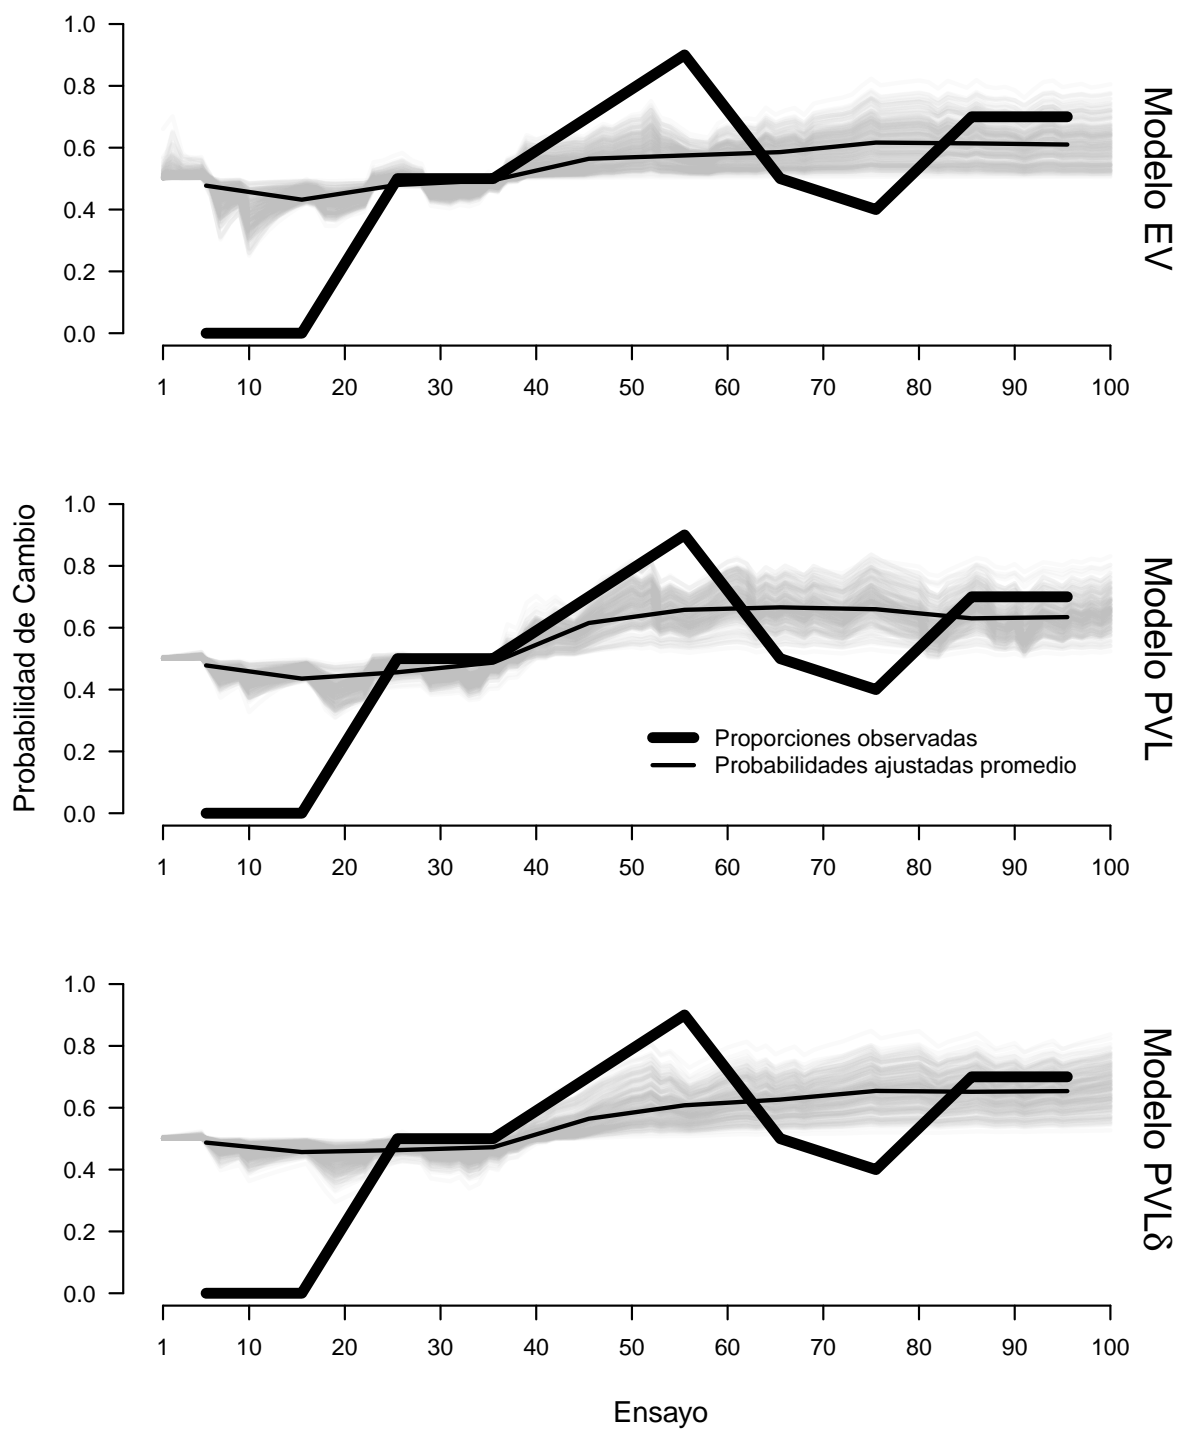 1.0
0.8
0.6
0.4
0.2
0.0
1 10 20 30 40 50 60 70 80 90 100
Modelo EV
Probabilidad de Cambio
1.0
0.8
0.6
0.4
0.2
0.0
Proporciones observadas
Probabilidades ajustadas promedio
1 10 20 30 40 50 60 70 80 90 100
Modelo PVL
1.0
0.8
0.6
0.4
0.2
0.0
1 10 20 30 40 50 60 70 80 90 100
Modelo PVLδ
Ensayo